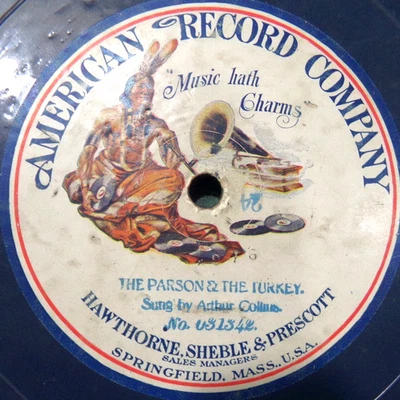 AMERICAN RECORD COMPANY
"Music hath
Charms"
24
THE PARSON & THE TURKEY.
Sung by Arthur Collins.
No. 031342.
HAWTHORNE, SHEBLE & PRESCOTT
SALES MANAGERS
SPRINGFIELD, MASS., U.S.A.